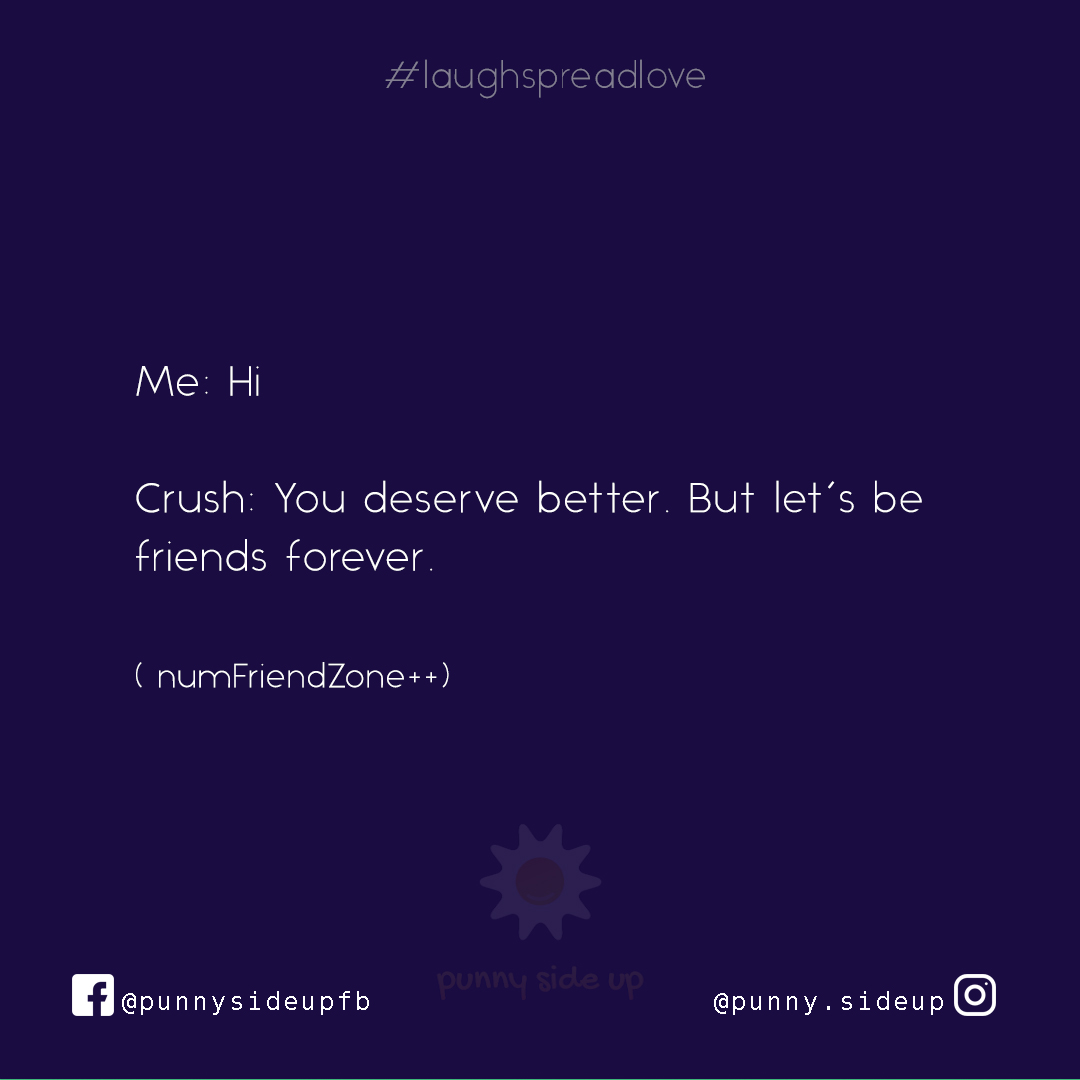 #laughspreadlove
Me: Hi
Crush: You deserve better. But let's be
friends forever.
( numFriendZone++)
punny side up
@punnysideupfb
@punny.sideup